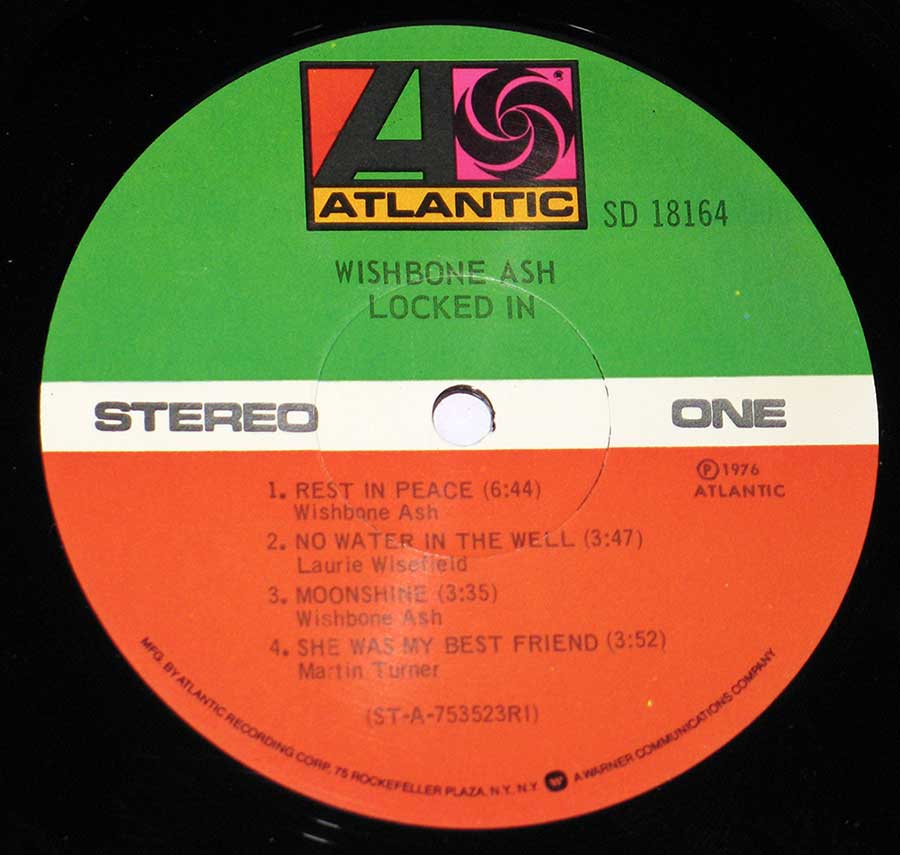 ATLANTIC
SD 18164
WISHBONE ASH
LOCKED IN
STEREO
ONE
℗ 1976
ATLANTIC
1. REST IN PEACE (6:44)
Wishbone Ash
2. NO WATER IN THE WELL (3:47)
Laurie Wisefield
3. MOONSHINE (3:35)
Wishbone Ash
4. SHE WAS MY BEST FRIEND (3:52)
Martin Turner
(ST-A-753523RI)
MFG. BY ATLANTIC RECORDING CORP., 75 ROCKEFELLER PLAZA, N.Y., N.Y. W A WARNER COMMUNICATIONS COMPANY